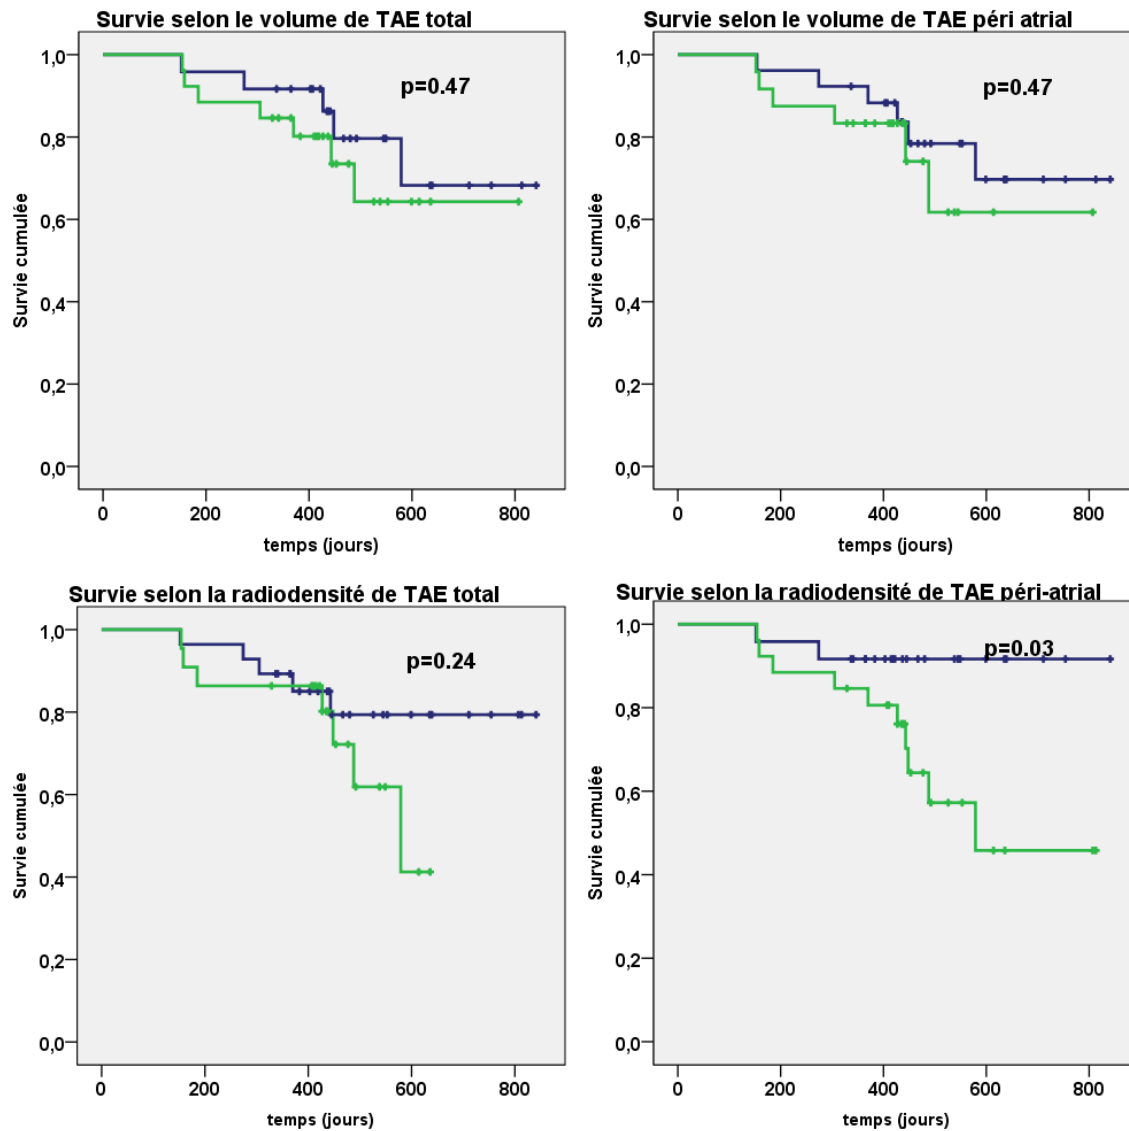 Survie selon le volume de TAE total
p=0.47
Survie cumulée
1,0
0,8
0,6
0,4
0,2
0,0
0 200 400 600 800
temps (jours)
Survie selon le volume de TAE péri atrial
p=0.47
Survie cumulée
1,0
0,8
0,6
0,4
0,2
0,0
0 200 400 600 800
temps (jours)
Survie selon la radiodensité de TAE total
p=0.24
Survie cumulée
1,0
0,8
0,6
0,4
0,2
0,0
0 200 400 600 800
temps (jours)
Survie selon la radiodensité de TAE péri-atrial
p=0.03
Survie cumulée
1,0
0,8
0,6
0,4
0,2
0,0
0 200 400 600 800
temps (jours)